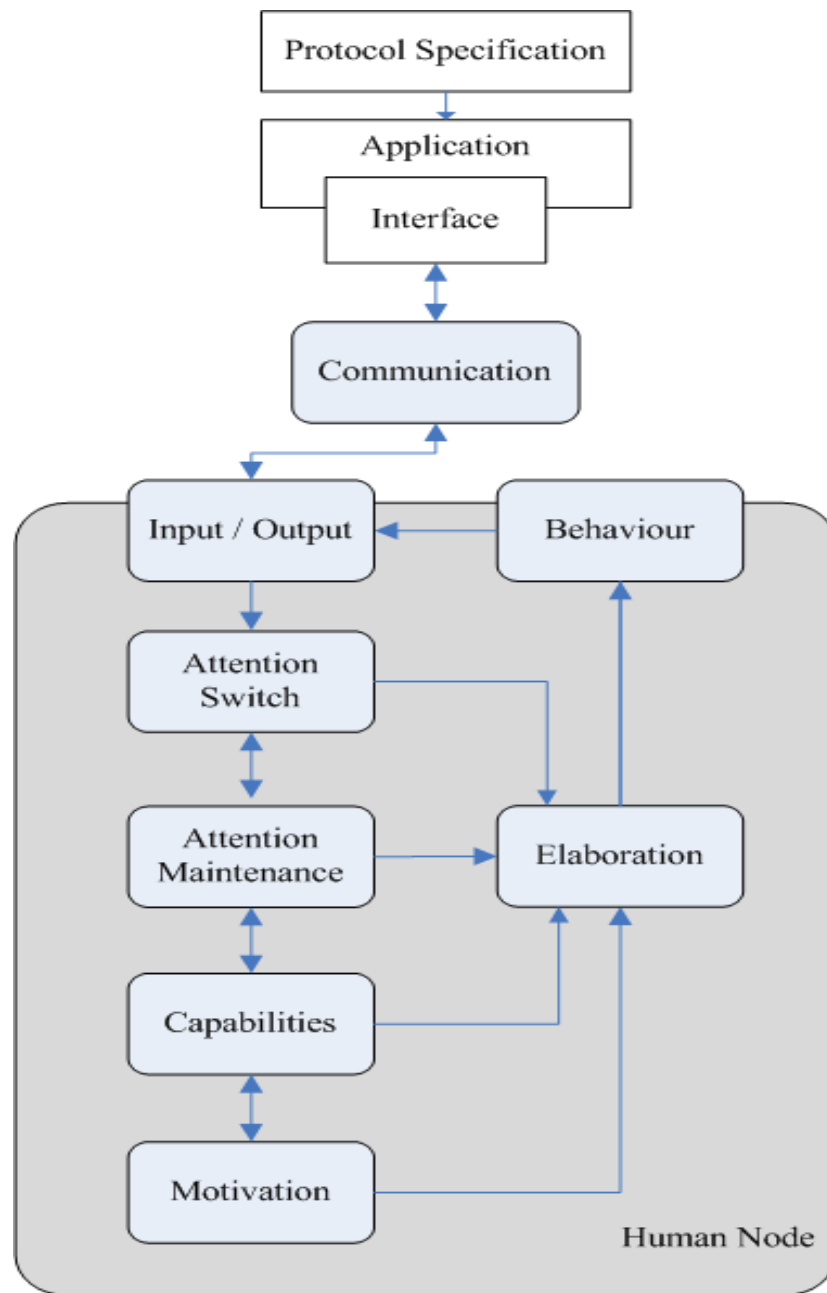 Protocol Specification
Application
Interface
Communication
Input / Output
Behaviour
Attention
Switch
Attention
Maintenance
Elaboration
Capabilities
Motivation
Human Node